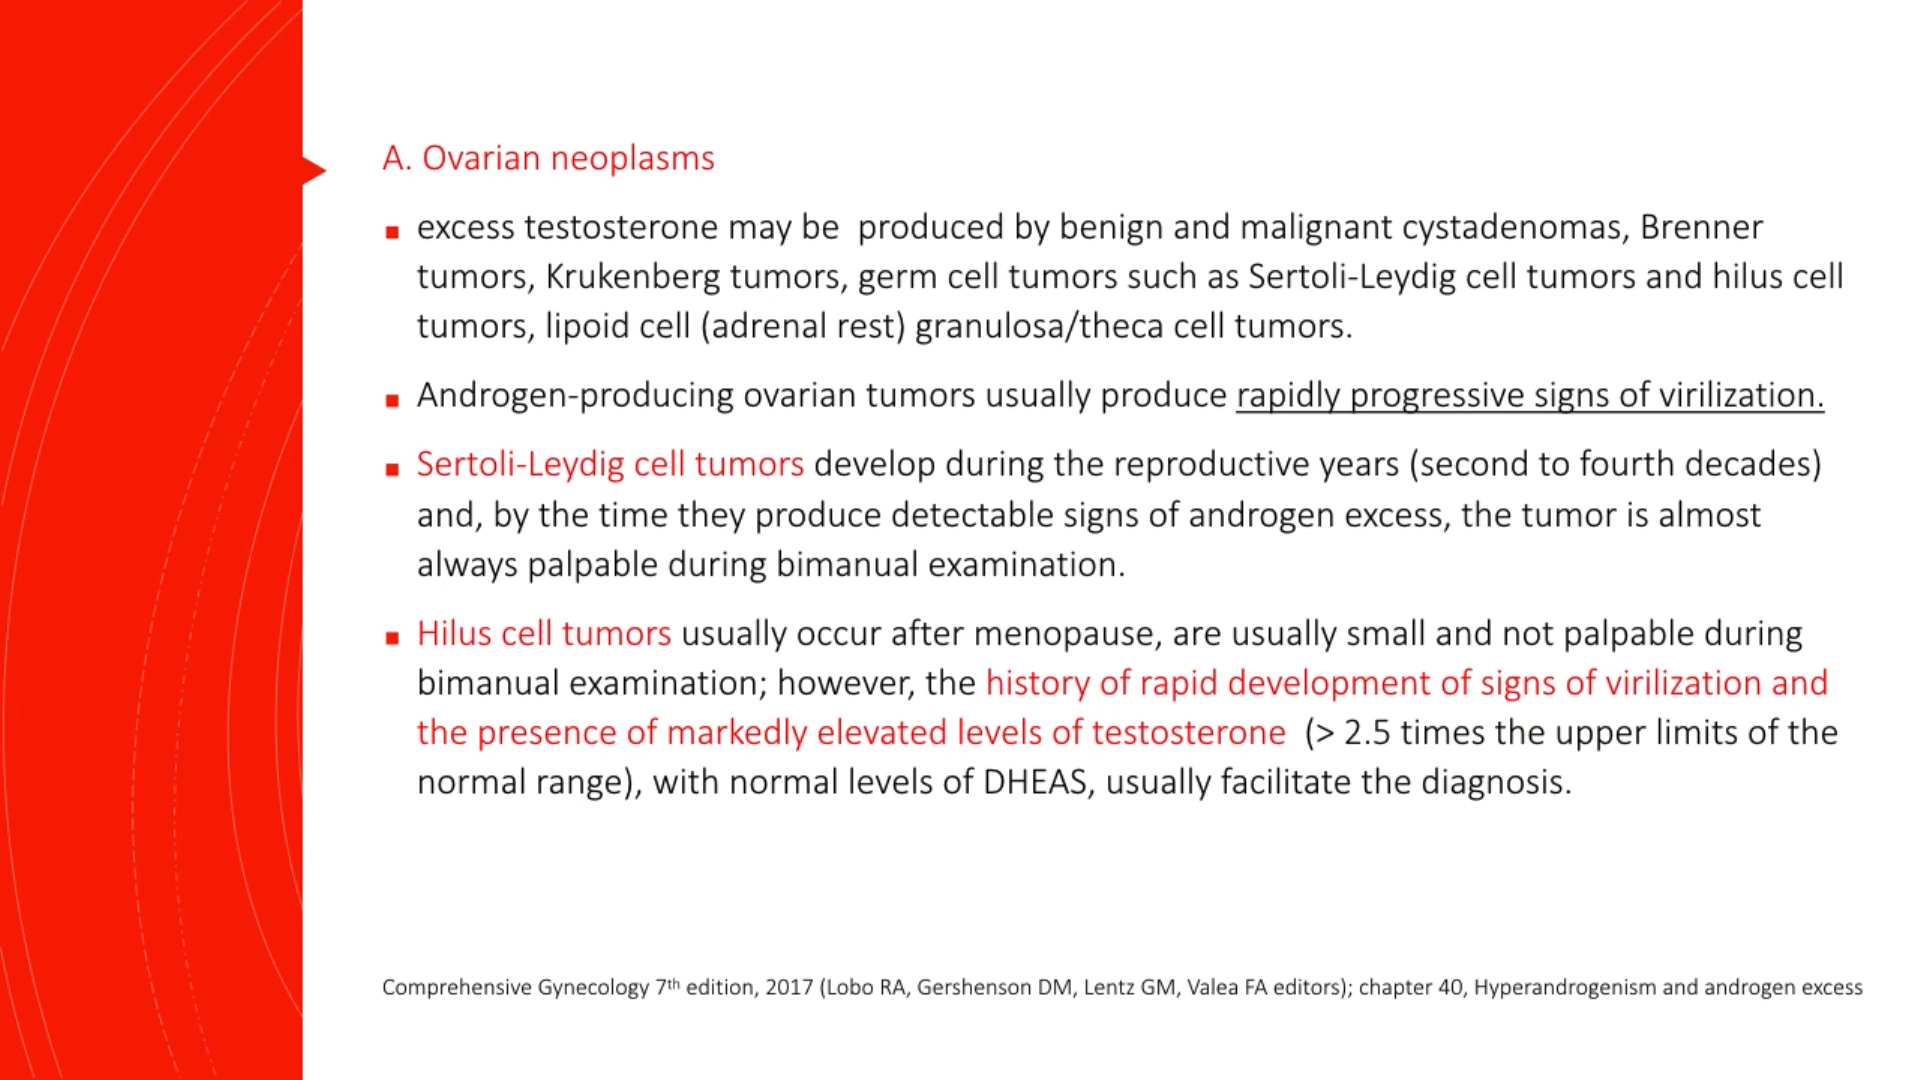 A. Ovarian neoplasms
▪ excess testosterone may be produced by benign and malignant cystadenomas, Brenner
tumors, Krukenberg tumors, germ cell tumors such as Sertoli-Leydig cell tumors and hilus cell
tumors, lipoid cell (adrenal rest) granulosa/theca cell tumors.
▪ Androgen-producing ovarian tumors usually produce rapidly progressive signs of virilization.
▪ Sertoli-Leydig cell tumors develop during the reproductive years (second to fourth decades)
and, by the time they produce detectable signs of androgen excess, the tumor is almost
always palpable during bimanual examination.
▪ Hilus cell tumors usually occur after menopause, are usually small and not palpable during
bimanual examination; however, the history of rapid development of signs of virilization and
the presence of markedly elevated levels of testosterone (> 2.5 times the upper limits of the
normal range), with normal levels of DHEAS, usually facilitate the diagnosis.
Comprehensive Gynecology 7th edition, 2017 (Lobo RA, Gershenson DM, Lentz GM, Valea FA editors); chapter 40, Hyperandrogenism and androgen excess